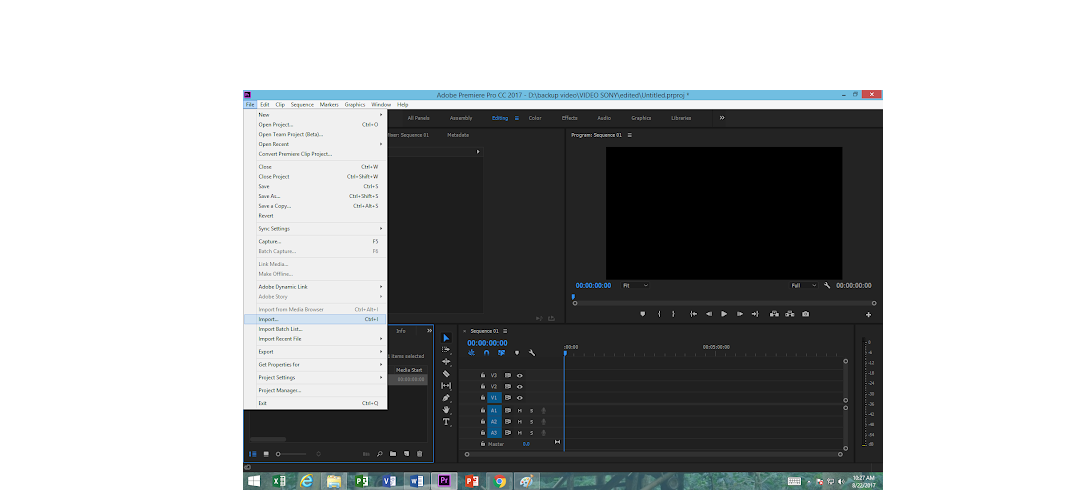 Adobe Premiere Pro CC 2017 - D:\backup video\VIDEO SONY\edited\Untitled.prproj *
File Edit Clip Sequence Markers Graphics Window Help
All Panels Assembly Editing Color Effects Audio Graphics Libraries
New
Open Project... Ctrl+O
Open Team Project (Beta)...
Open Recent
Convert Premiere Clip Project...
Close Ctrl+W
Close Project Ctrl+Shift+W
Save Ctrl+S
Save As... Ctrl+Shift+S
Save a Copy... Ctrl+Alt+S
Revert
Sync Settings
Capture... F5
Batch Capture... F6
Link Media...
Make Offline...
Adobe Dynamic Link
Adobe Story
Import from Media Browser Ctrl+Alt+I
Import... Ctrl+I
Import Batch List...
Import Recent File
Export
Get Properties for
Project Settings
Project Manager...
Exit Ctrl+Q
Sequence 01 Metadata
Program: Sequence 01
00:00:00:00 Fit Full 00:00:00:00
Info
items selected
Media Start
00:00:00:00
Sequence 01
00:00:00:00
:00:00 00:05:00:00
V3
V2
V1
A1 M S
A2 M S
A3 M S
Master 0.0
0
-6
-12
-18
-24
-30
-36
-42
-48
-54
dB
10:27 AM
8/22/2017